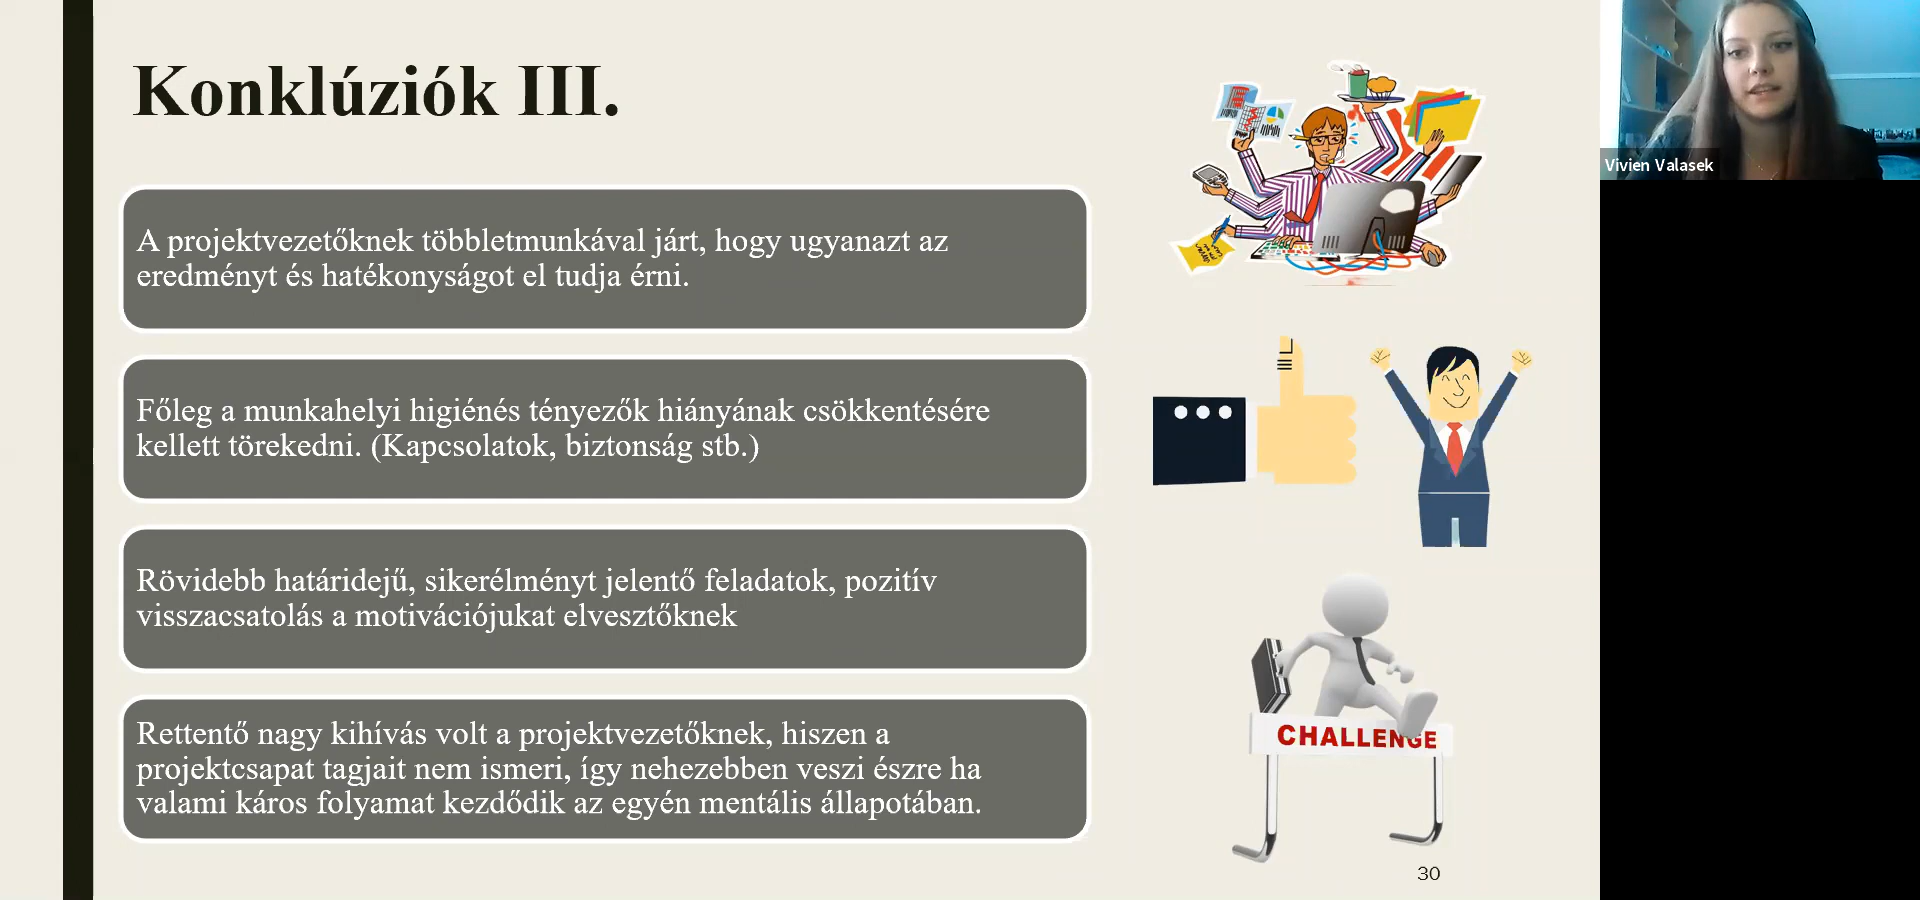 Konklúziók III.
A projektvezetőknek többletmunkával járt, hogy ugyanazt az
eredményt és hatékonyságot el tudja érni.
Főleg a munkahelyi higiénés tényezők hiányának csökkentésére
kellett törekedni. (Kapcsolatok, biztonság stb.)
Rövidebb határidejű, sikerélményt jelentő feladatok, pozitív
visszacsatolás a motivációjukat elvesztőknek
Rettentő nagy kihívás volt a projektvezetőknek, hiszen a
projektcsapat tagjait nem ismeri, így nehezebben veszi észre ha
valami káros folyamat kezdődik az egyén mentális állapotában.
CHALLENGE
30
Vivien Valasek